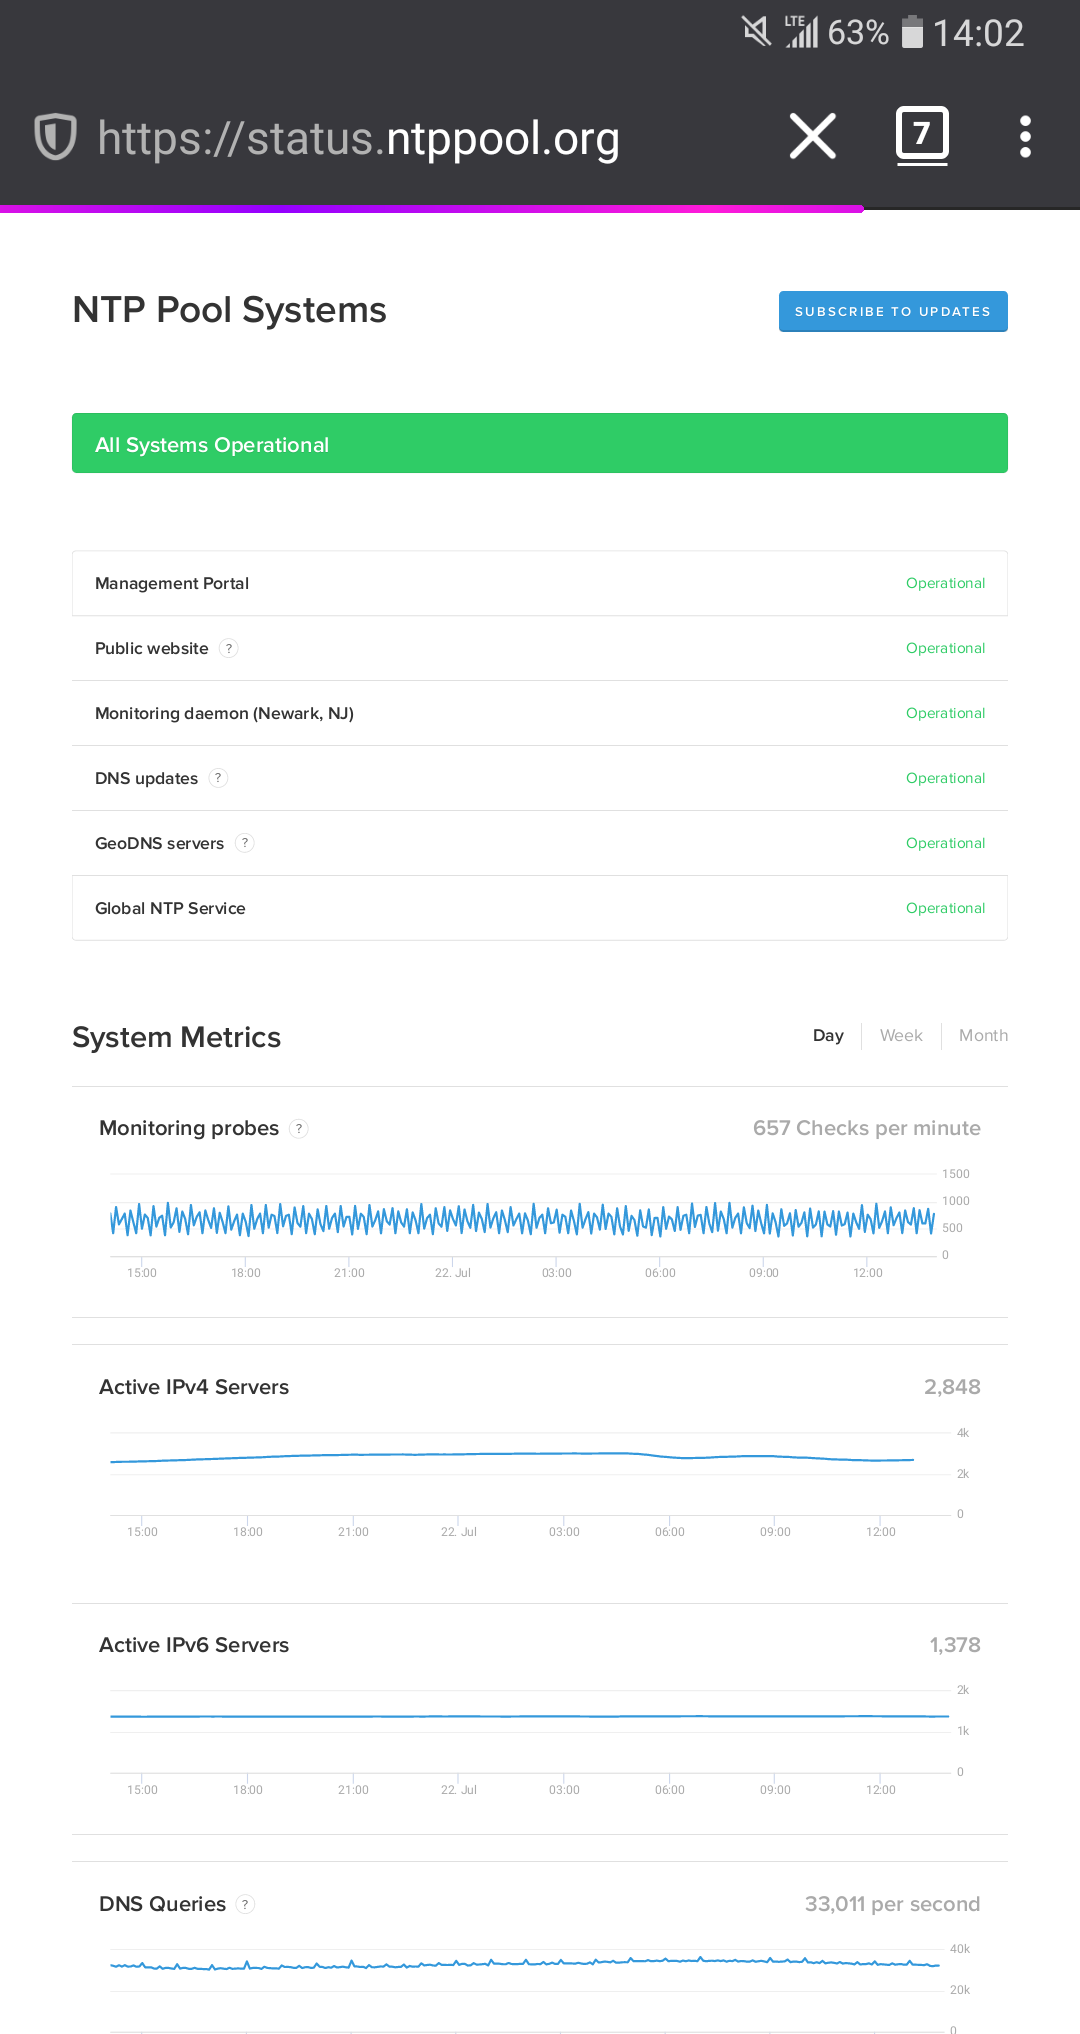 LTE 63% 14:02
https://status.ntppool.org 7
NTP Pool Systems
SUBSCRIBE TO UPDATES
All Systems Operational
Management Portal Operational
Public website ? Operational
Monitoring daemon (Newark, NJ) Operational
DNS updates ? Operational
GeoDNS servers ? Operational
Global NTP Service Operational
System Metrics Day Week Month
Monitoring probes ? 657 Checks per minute
1500
1000
500
0
15:00 18:00 21:00 22. Jul 03:00 06:00 09:00 12:00
Active IPv4 Servers 2,848
4k
2k
0
15:00 18:00 21:00 22. Jul 03:00 06:00 09:00 12:00
Active IPv6 Servers 1,378
2k
1k
0
15:00 18:00 21:00 22. Jul 03:00 06:00 09:00 12:00
DNS Queries ? 33,011 per second
40k
20k
0